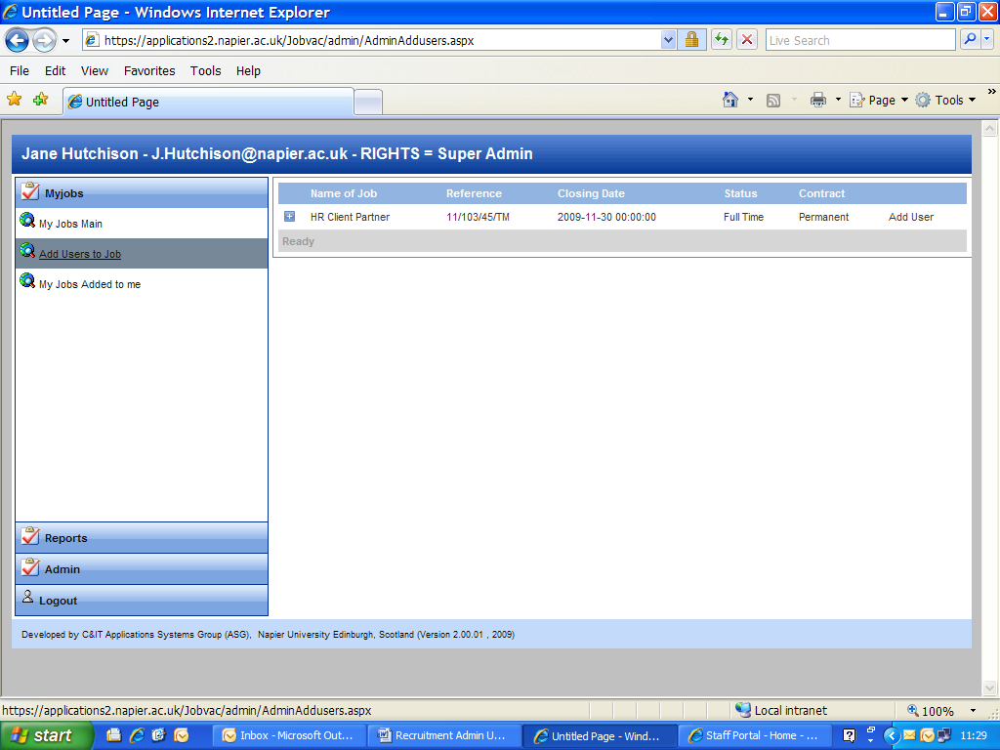 Untitled Page - Windows Internet Explorer
https://applications2.napier.ac.uk/Jobvac/admin/AdminAddusers.aspx
Live Search
File Edit View Favorites Tools Help
Untitled Page
Page Tools
Jane Hutchison - J.Hutchison@napier.ac.uk - RIGHTS = Super Admin
Myjobs
My Jobs Main
Add Users to Job
My Jobs Added to me
Name of Job Reference Closing Date Status Contract
HR Client Partner 11/103/45/TM 2009-11-30 00:00:00 Full Time Permanent Add User
Ready
Reports
Admin
Logout
Developed by C&IT Applications Systems Group (ASG), Napier University Edinburgh, Scotland (Version 2.00.01 , 2009)
https://applications2.napier.ac.uk/Jobvac/admin/AdminAddusers.aspx Local intranet 100%
start Inbox - Microsoft Out... Recruitment Admin U... Untitled Page - Wind... Staff Portal - Home - ... 11:29